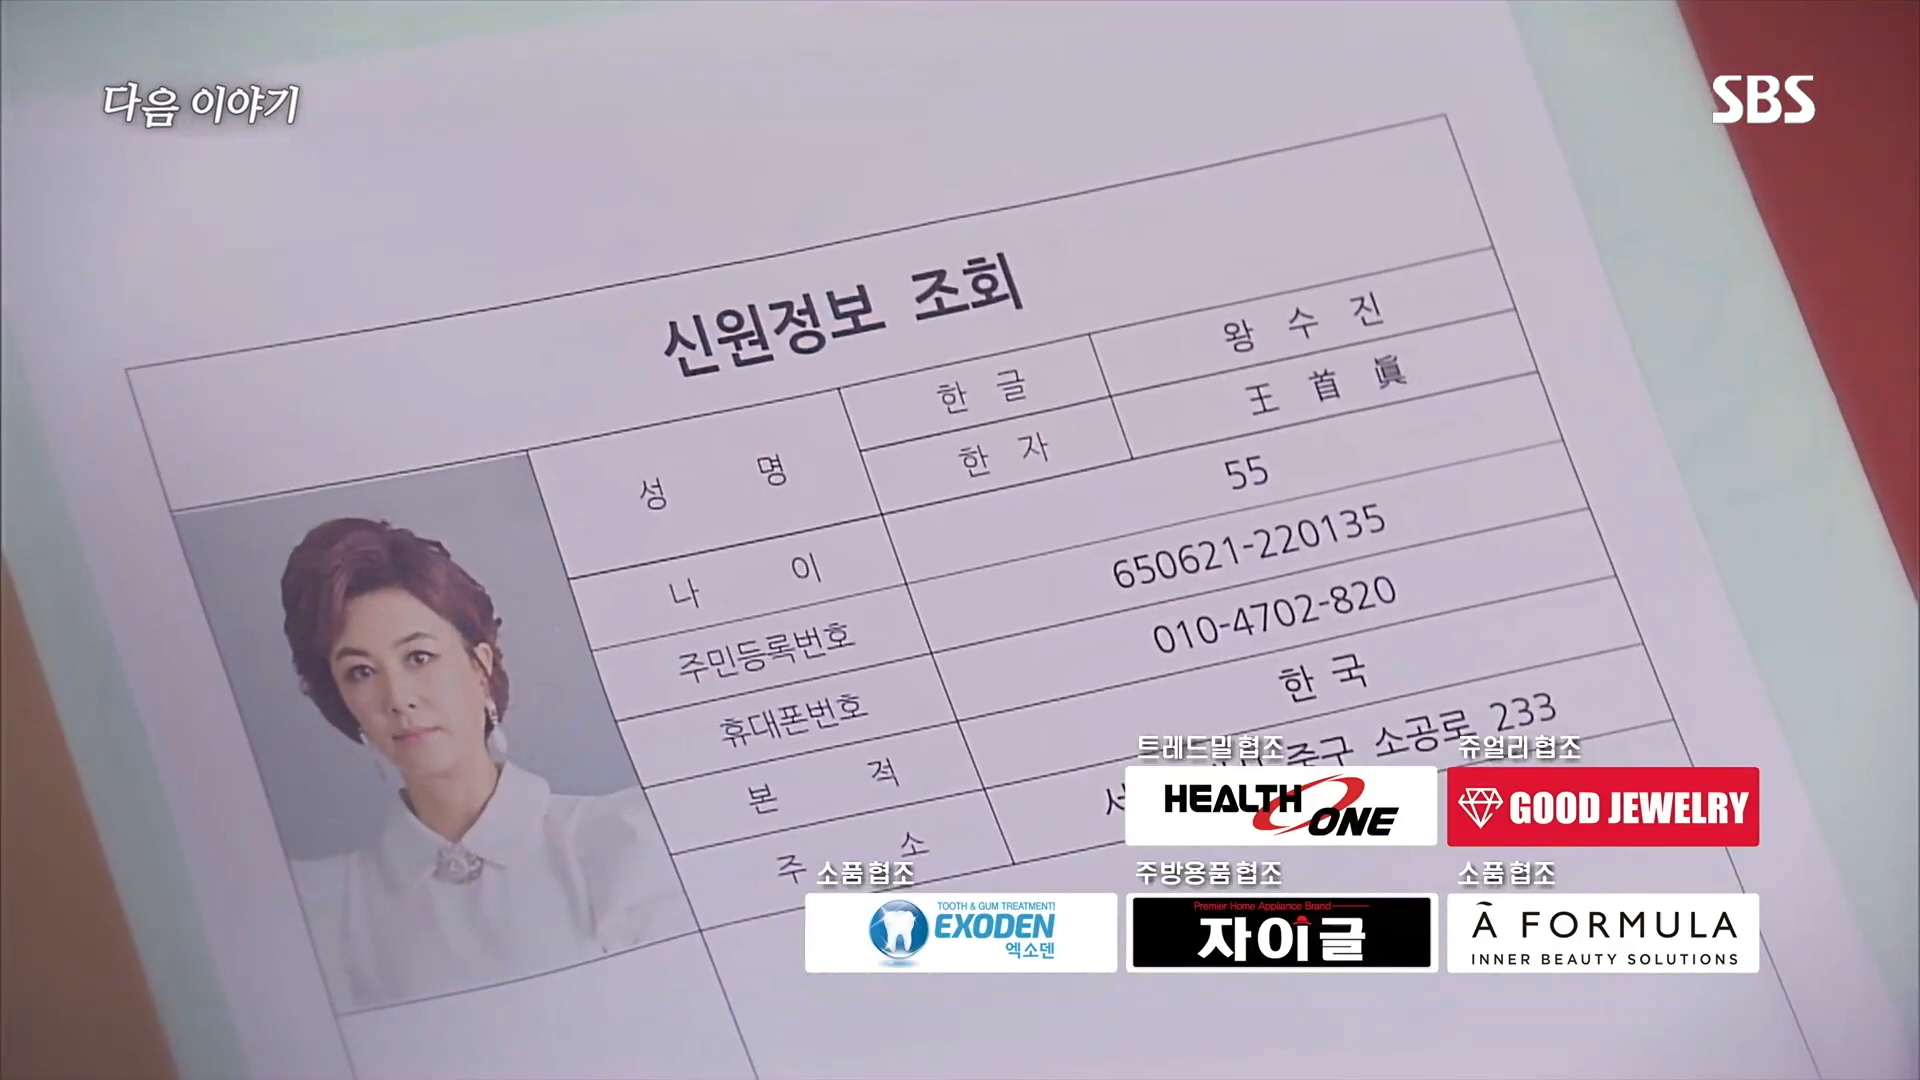 다음 이야기
SBS
신원정보 조회
성 명
한 글
왕 수 진
한 자
王 首 眞
나 이
55
주민등록번호
650621-220135
휴대폰번호
010-4702-820
본 적
한 국
주 소
중구 소공로 233
트레드밀 협조
HEALTH ONE
쥬얼리 협조
GOOD JEWELRY
소품 협조
TOOTH & GUM TREATMENT!
EXODEN
엑소덴
주방용품 협조
Premier Home Appliance Brand
자이글
소품 협조
Ā FORMULA
INNER BEAUTY SOLUTIONS